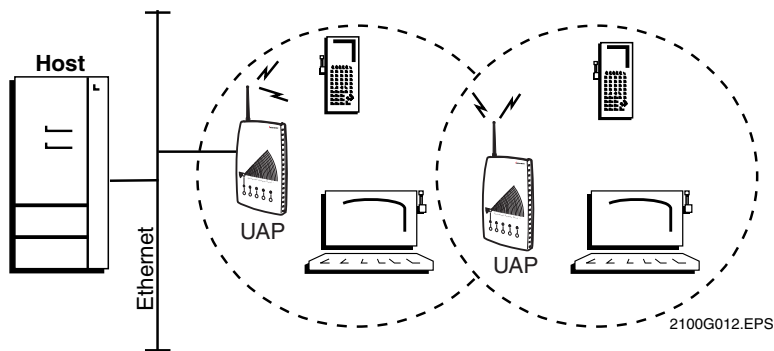 Host
UAP
UAP
Ethernet
2100G012.EPS